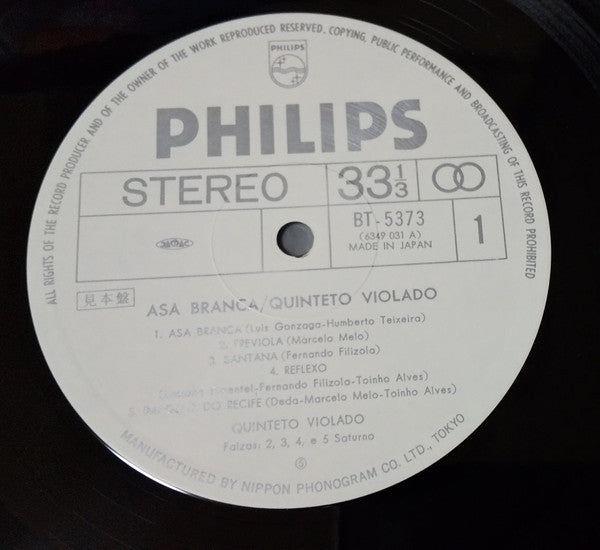 ALL RIGHTS OF THE RECORD PRODUCER AND OF THE OWNER OF THE WORK REPRODUCED RESERVED. COPYING, PUBLIC PERFORMANCE AND BROADCASTING OF THIS RECORD PROHIBITED
PHILIPS
PHILIPS
STEREO
33 1/3
BT-5373
(6349 031 A)
MADE IN JAPAN
1
見本盤
ASA BRANCA/QUINTETO VIOLADO
1. ASA BRANCA (Luis Gonzaga-Humberto Teixeira)
2. FREVIOLA (Marcelo Melo)
3. SANTANA (Fernando Filizola)
4. REFLEXO
-Fernando Filizola-Toinho Alves)
5. DO RECIFE (Deda-Marcelo Melo-Toinho Alves)
QUINTETO VIOLADO
Faizas: 2, 3, 4, e 5 Saturno
MANUFACTURED BY NIPPON PHONOGRAM CO. LTD., TOKYO